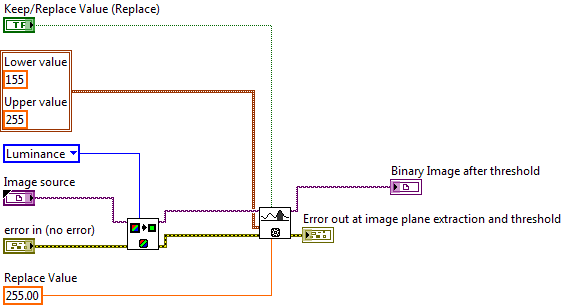 Keep/Replace Value (Replace)
TF
Lower value
155
Upper value
255
Luminance
Image source
Binary Image after threshold
error in (no error)
Error out at image plane extraction and threshold
Replace Value
255.00